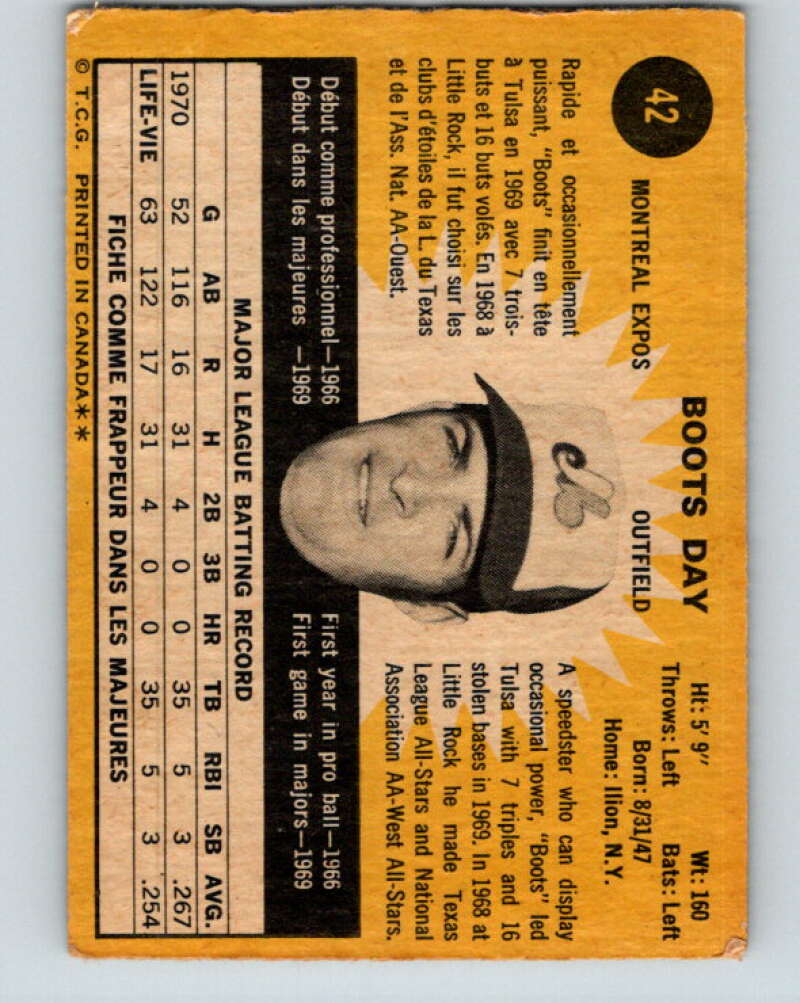 42
BOOTS DAY
MONTREAL EXPOS
OUTFIELD
Ht: 5' 9" Wt: 160
Throws: Left Bats: Left
Born: 8/31/47
Home: Ilion, N.Y.
Rapide et occasionnellement
puissant, "Boots" finit en tête
à Tulsa en 1969 avec 7 trois-
buts et 16 buts volés. En 1968 à
Little Rock, il fut choisi sur les
clubs d'étoiles de la L. du Texas
et de l'Ass. Nat. AA-Ouest.
A speedster who can display
occasional power, "Boots" led
Tulsa with 7 triples and 16
stolen bases in 1969. In 1968 at
Little Rock he made Texas
League All-Stars and National
Association AA-West All-Stars.
Début comme professionnel—1966
Début dans les majeures —1969
First year in pro ball—1966
First game in majors—1969
MAJOR LEAGUE BATTING RECORD
G AB R H 2B 3B HR TB RBI SB AVG.
1970 52 116 16 31 4 0 0 35 5 3 .267
LIFE-VIE 63 122 17 31 4 0 0 35 5 3 .254
FICHE COMME FRAPPEUR DANS LES MAJEURES
© T.C.G. PRINTED IN CANADA**